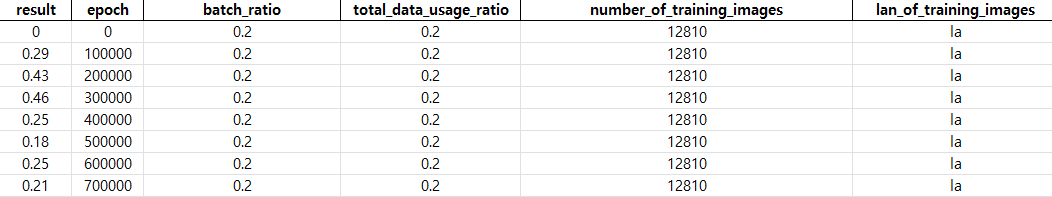 result epoch batch_ratio total_data_usage_ratio number_of_training_images lan_of_training_images
0 0 0.2 0.2 12810 la
0.29 100000 0.2 0.2 12810 la
0.43 200000 0.2 0.2 12810 la
0.46 300000 0.2 0.2 12810 la
0.25 400000 0.2 0.2 12810 la
0.18 500000 0.2 0.2 12810 la
0.25 600000 0.2 0.2 12810 la
0.21 700000 0.2 0.2 12810 la